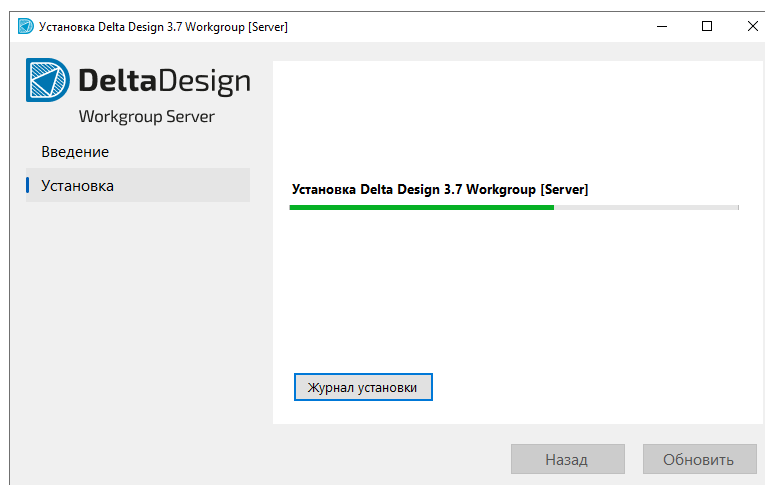 Установка Delta Design 3.7 Workgroup [Server]
DeltaDesign
Workgroup Server
Введение
Установка
Установка Delta Design 3.7 Workgroup [Server]
Журнал установки
Назад
Обновить